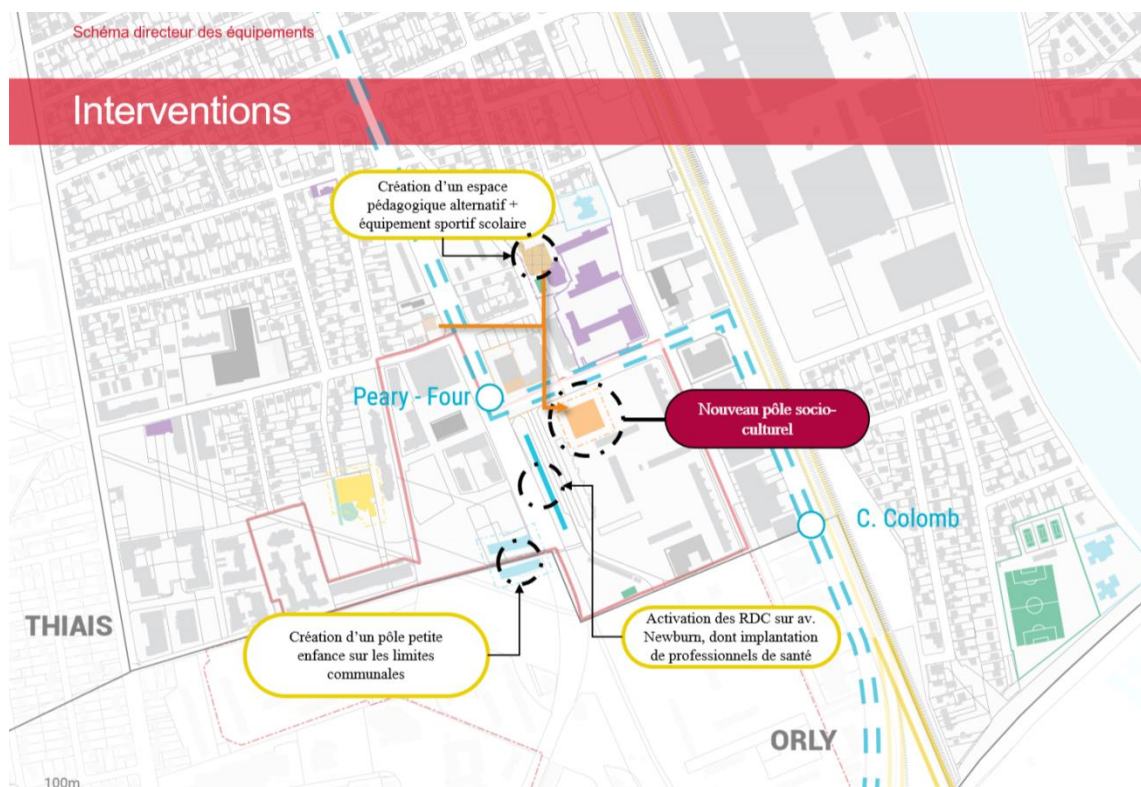 Schéma directeur des équipements
Interventions
Création d'un espace
pédagogique alternatif +
équipement sportif scolaire
Peary - Four
Nouveau pôle socio-
culturel
C. Colomb
THIAIS
Création d'un pôle petite
enfance sur les limites
communales
Activation des RDC sur av.
Newburn, dont implantation
de professionnels de santé
ORLY
100m